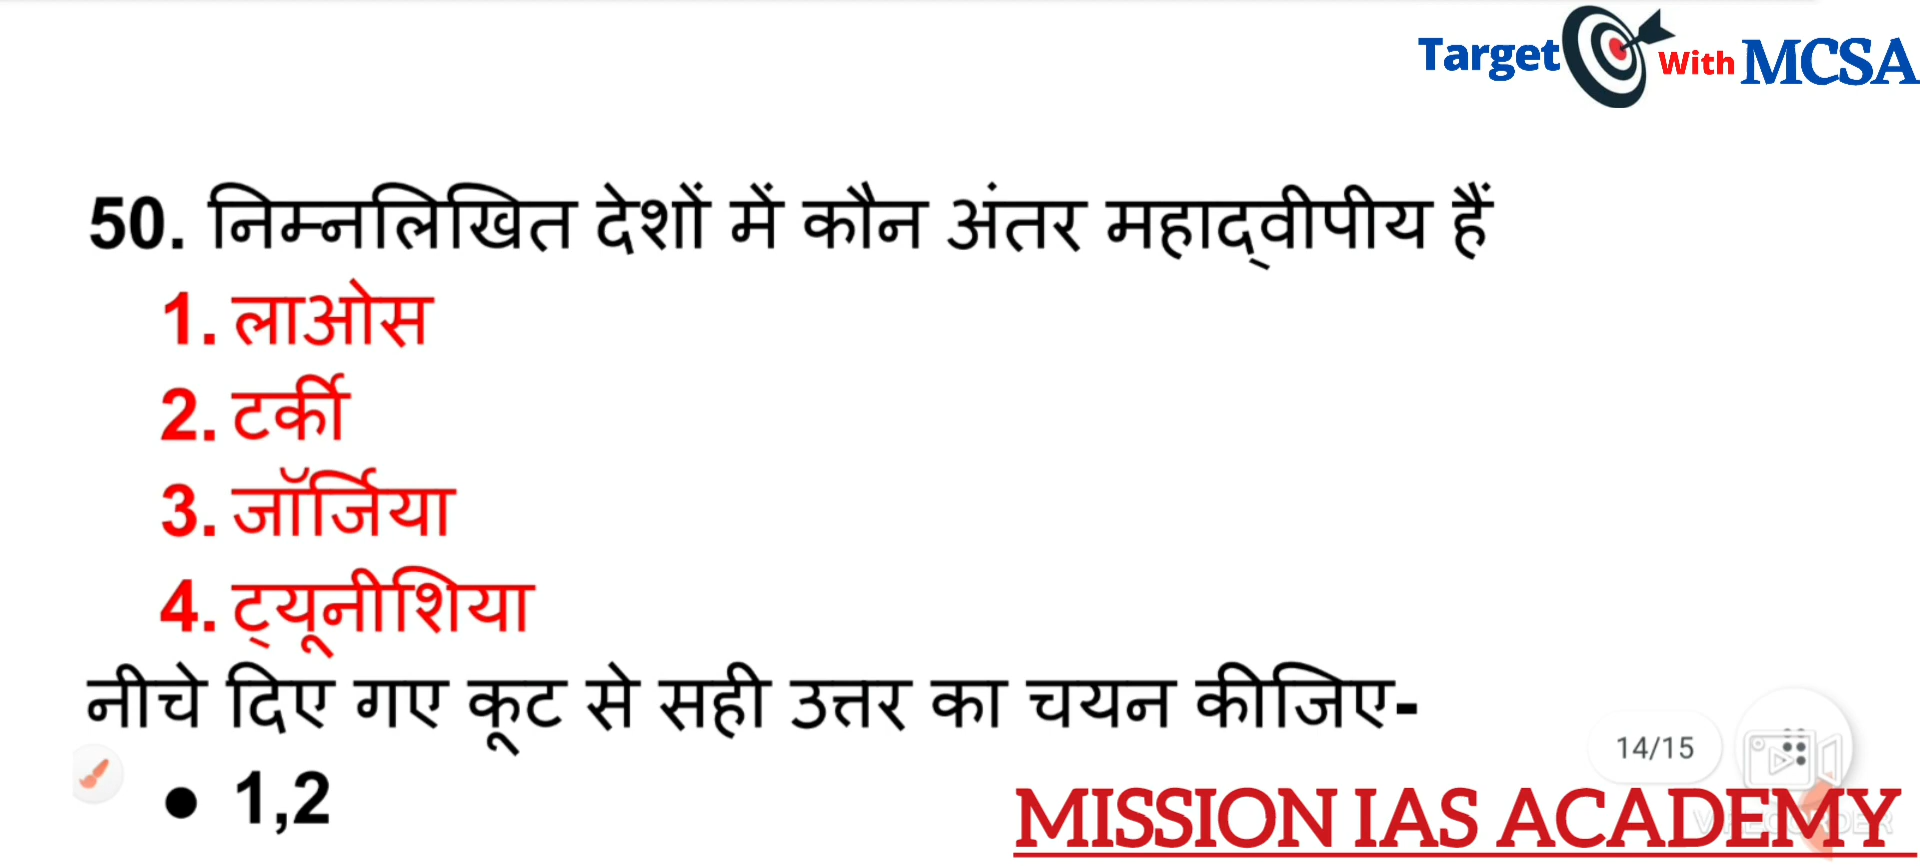 Target With MCSA
50. निम्नलिखित देशों में कौन अंतर महाद्वीपीय हैं
1. लाओस
2. टर्की
3. जॉर्जिया
4. ट्यूनीशिया
नीचे दिए गए कूट से सही उत्तर का चयन कीजिए-
14/15
● 1,2
MISSION IAS ACADEMY